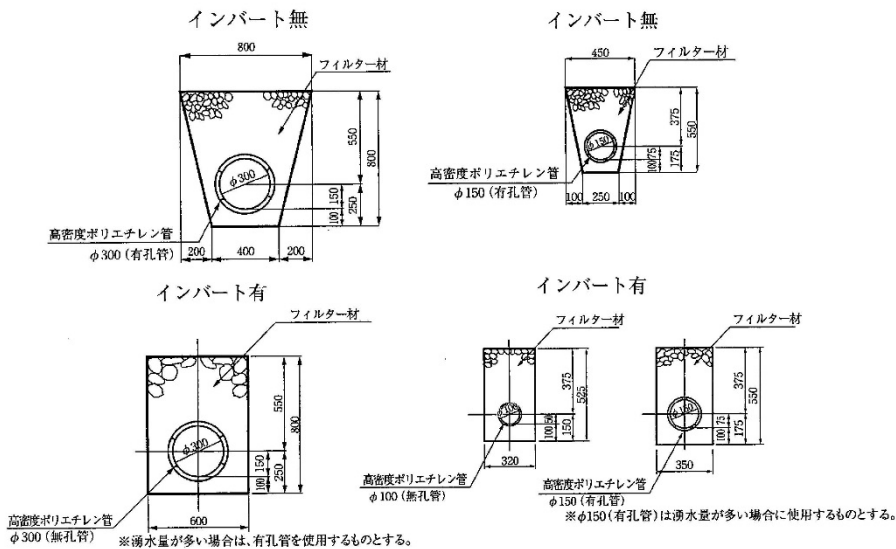 インバート無
800
フィルター材
550
800
φ300
150
250
100
高密度ポリエチレン管
φ300(有孔管)
200
400
200
インバート無
450
フィルター材
375
550
φ150
75
100
175
高密度ポリエチレン管
φ150(有孔管)
100
250
100
インバート有
フィルター材
550
800
φ300
150
250
100
高密度ポリエチレン管
φ300(無孔管)
600
※湧水量が多い場合は、有孔管を使用するものとする。
インバート有
フィルター材
375
525
φ100
50
100
150
320
高密度ポリエチレン管
φ100(無孔管)
フィルター材
375
550
φ150
75
100
175
350
高密度ポリエチレン管
φ150(有孔管)
※φ150(有孔管)は湧水量が多い場合に使用するものとする。